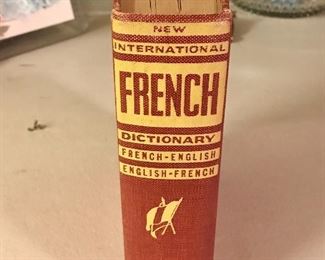 NEW
INTERNATIONAL
FRENCH
DICTIONARY
FRENCH-ENGLISH
ENGLISH-FRENCH